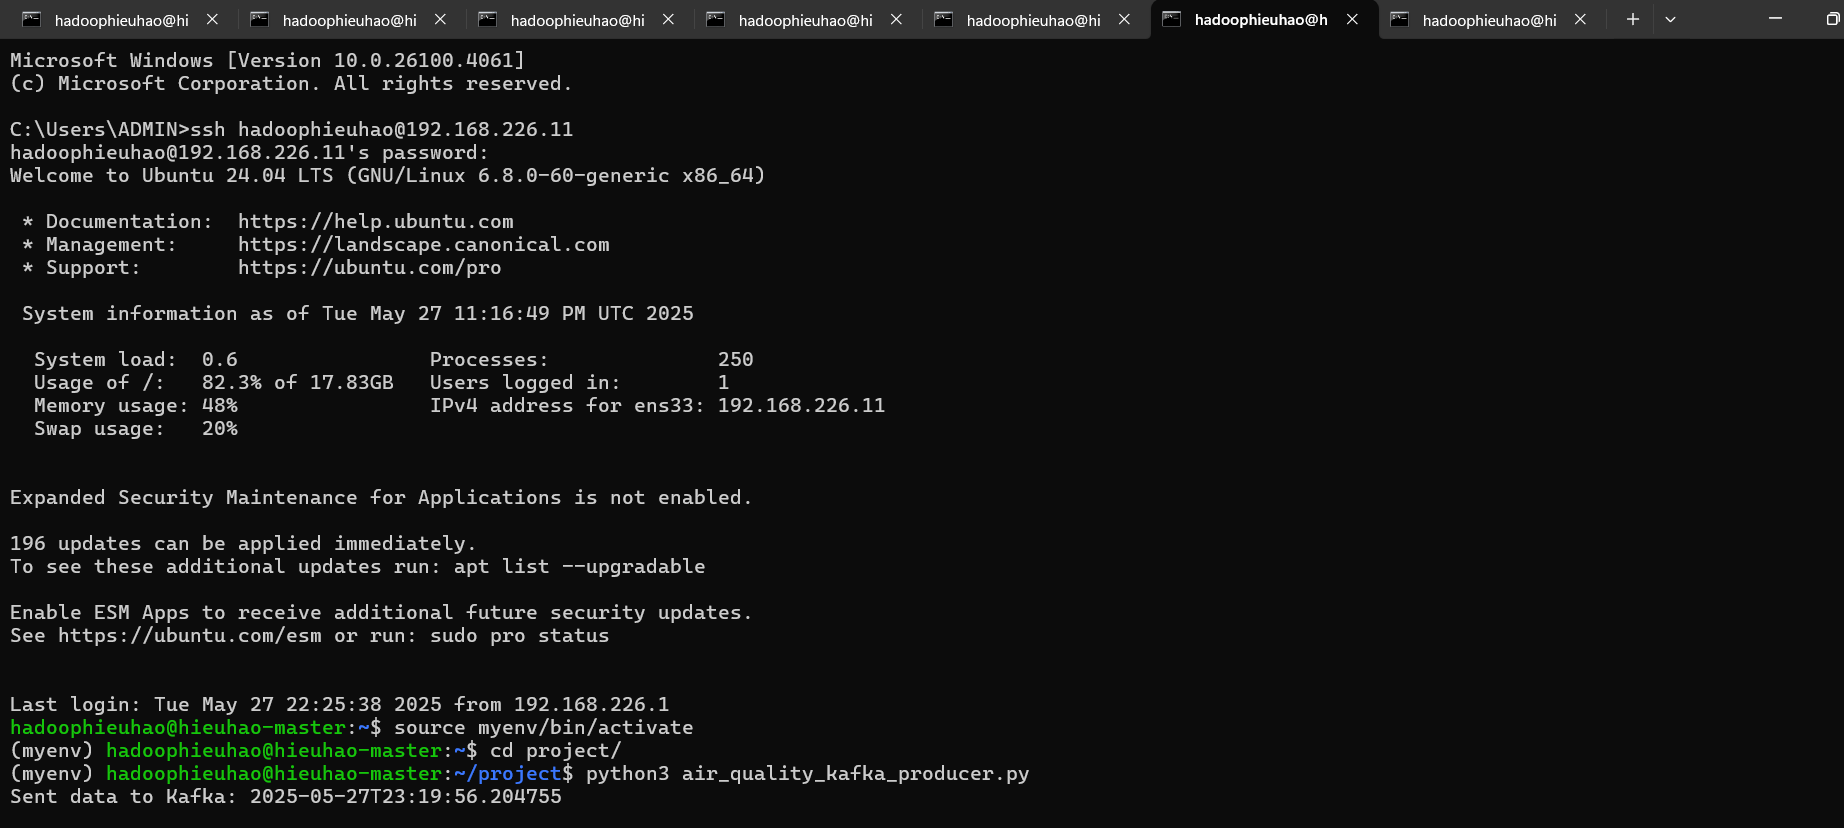 hadoophieuhao@hi hadoophieuhao@hi hadoophieuhao@hi hadoophieuhao@hi hadoophieuhao@hi hadoophieuhao@h hadoophieuhao@hi
Microsoft Windows [Version 10.0.26100.4061]
(c) Microsoft Corporation. All rights reserved.
C:\Users\ADMIN>ssh hadoophieuhao@192.168.226.11
hadoophieuhao@192.168.226.11's password:
Welcome to Ubuntu 24.04 LTS (GNU/Linux 6.8.0-60-generic x86_64)
* Documentation:  https://help.ubuntu.com
* Management:     https://landscape.canonical.com
* Support:        https://ubuntu.com/pro
System information as of Tue May 27 11:16:49 PM UTC 2025
System load:  0.6                Processes:              250
Usage of /:   82.3% of 17.83GB   Users logged in:        1
Memory usage: 48%                IPv4 address for ens33: 192.168.226.11
Swap usage:   20%
Expanded Security Maintenance for Applications is not enabled.
196 updates can be applied immediately.
To see these additional updates run: apt list --upgradable
Enable ESM Apps to receive additional future security updates.
See https://ubuntu.com/esm or run: sudo pro status
Last login: Tue May 27 22:25:38 2025 from 192.168.226.1
hadoophieuhao@hieuhao-master:~$ source myenv/bin/activate
(myenv) hadoophieuhao@hieuhao-master:~$ cd project/
(myenv) hadoophieuhao@hieuhao-master:~/project$ python3 air_quality_kafka_producer.py
Sent data to Kafka: 2025-05-27T23:19:56.204755